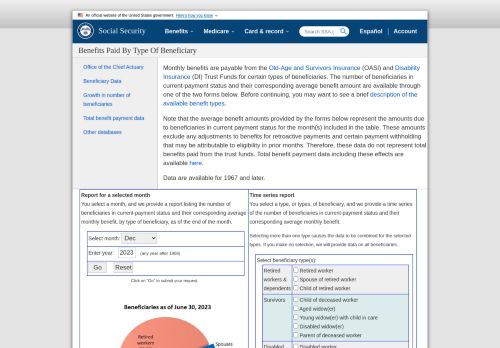 An official website of the United States government Here's how you know
Social Security
Benefits Medicare Card & record Search SSA.g Español Account
Benefits Paid By Type Of Beneficiary
Office of the Chief Actuary
Beneficiary Data
Growth in number of
beneficiaries
Total benefit payment data
Other databases
Monthly benefits are payable from the Old-Age and Survivors Insurance (OASI) and Disability
Insurance (DI) Trust Funds for certain types of beneficiaries. The number of beneficiaries in
current-payment status and their corresponding average benefit amount are available through
one of the two forms below. Before continuing, you may want to see a brief description of the
available benefit types.
Note that the average benefit amounts provided by the forms below represent the amounts due
to beneficiaries in current payment status for the month(s) included in the table. These amounts
exclude any adjustments to benefits for retroactive payments and certain payment withholding
that may be attributable to eligibility in prior months. Therefore, these data do not represent total
benefits paid from the trust funds. Total benefit payment data including these effects are
available here.
Data are available for 1967 and later.
Report for a selected month
You select a month, and we provide a report listing the number of
beneficiaries in current-payment status and their corresponding average
monthly benefit, by type of beneficiary, as of the end of the month.
Select month: Dec
Enter year: 2023 (any year after 1969)
Go Reset
Click on "Go" to submit your request.
Beneficiaries as of June 30, 2023
Retired
workers
Spouses
Time series report
You select a type, or types, of beneficiary, and we provide a time series
of the number of beneficiaries in current-payment status and their
corresponding average monthly benefit.
Selecting more than one type causes the data to be combined for the selected
types. If you make no selection, we will provide data on all beneficiaries.
Select beneficiary type(s):
Retired
workers &
dependents
Retired worker
Spouse of retired worker
Child of retired worker
Survivors
Child of deceased worker
Aged widow(er)
Young widow(er) with child in care
Disabled widow(er)
Parent of deceased worker
Disabled
Disabled worker